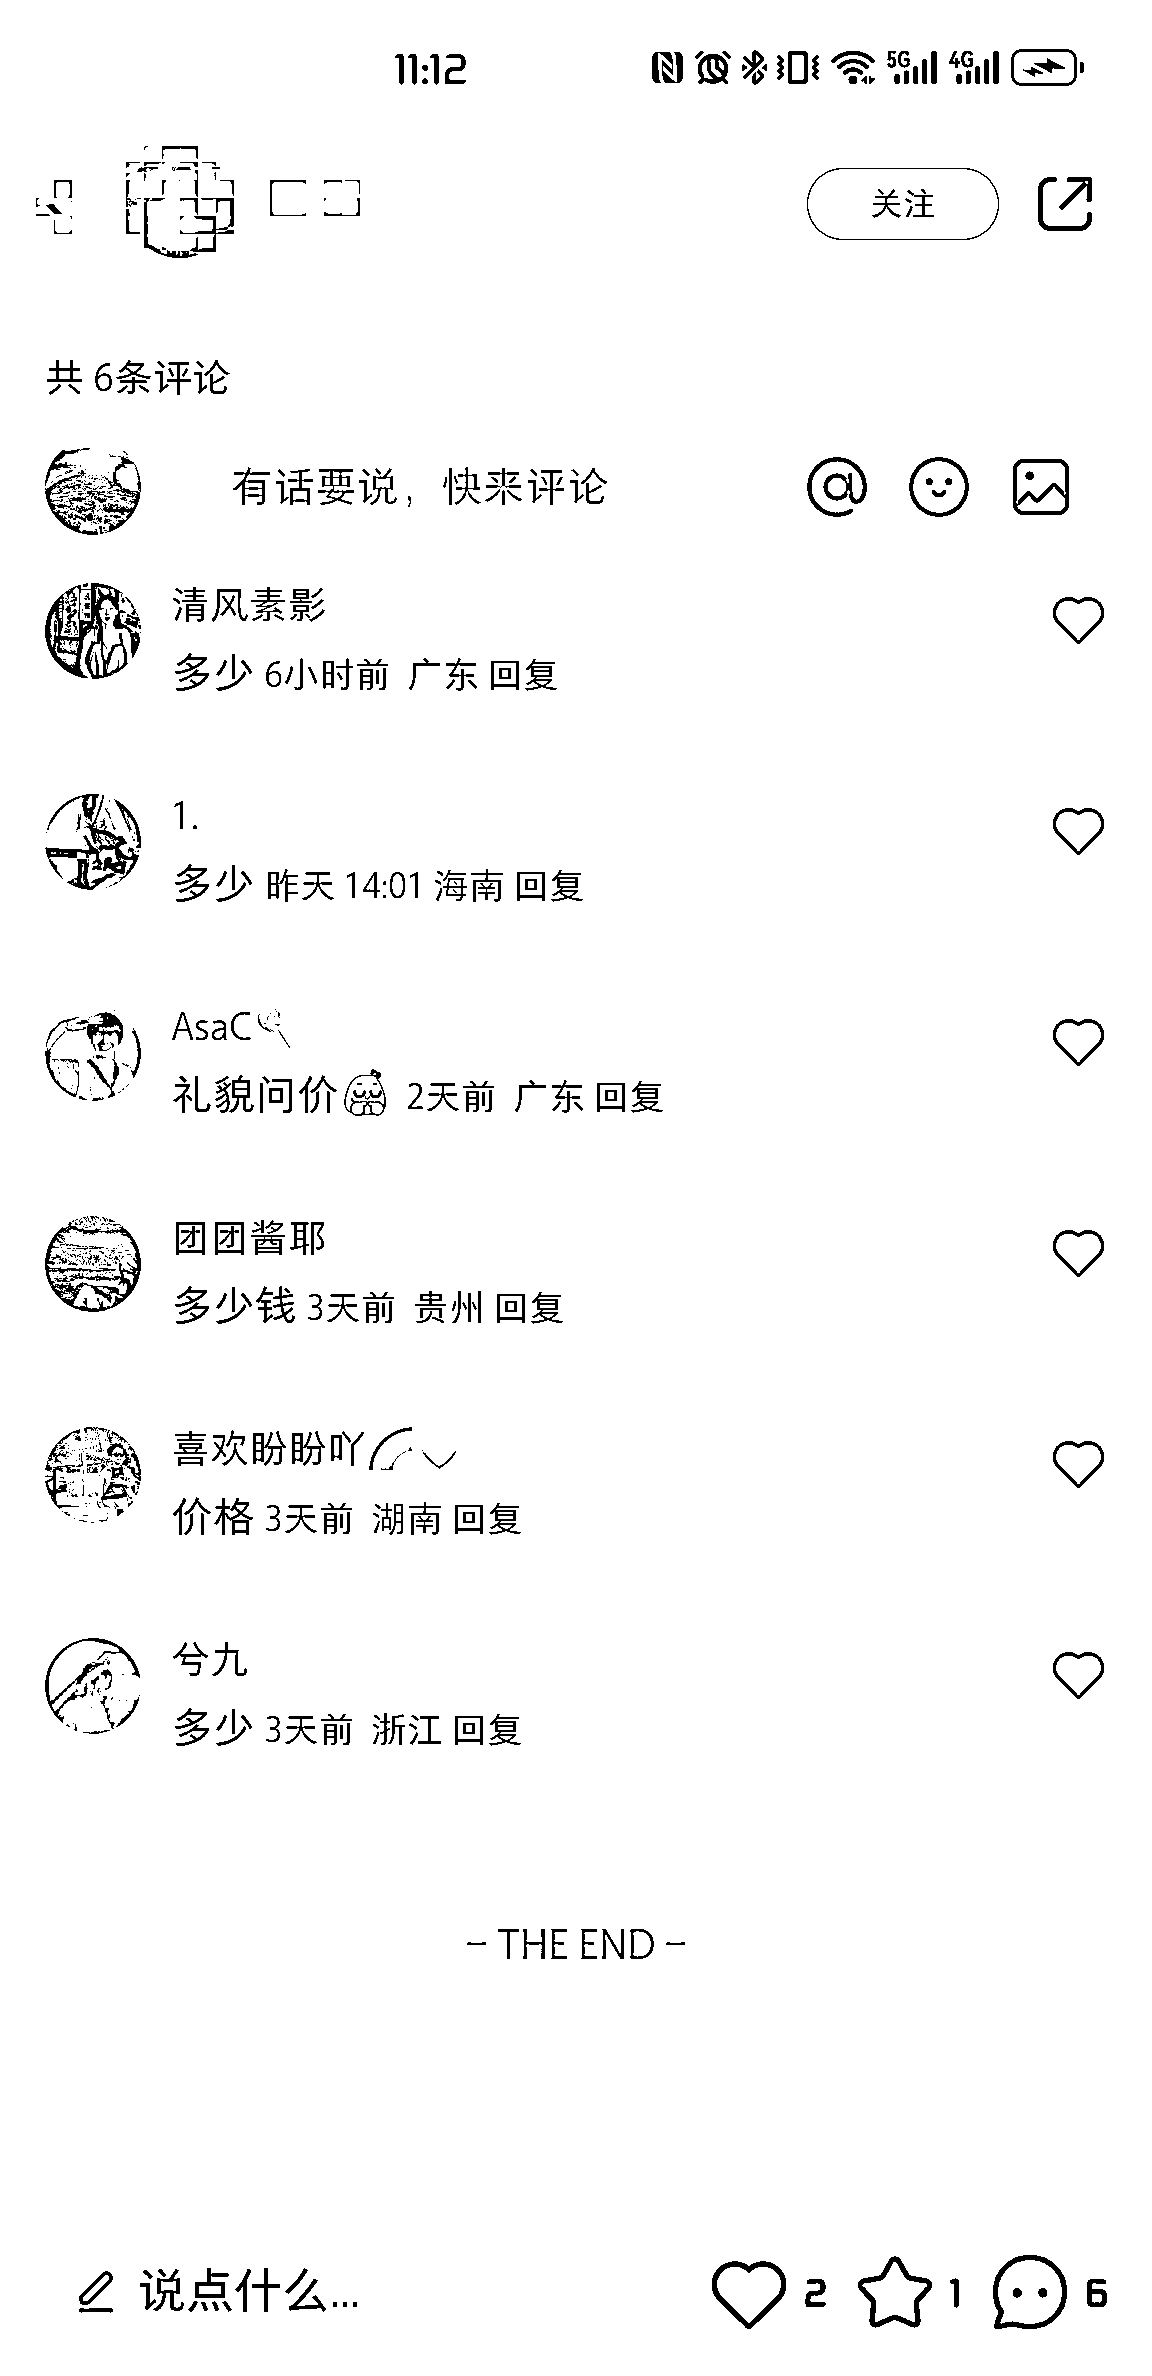 11:12 5G 4G
关注
共 6条评论
有话要说，快来评论
清风素影
多少 6小时前 广东 回复
1.
多少 昨天 14:01 海南 回复
AsaC
礼貌问价 2天前 广东 回复
团团酱耶
多少钱 3天前 贵州 回复
喜欢盼盼吖
价格 3天前 湖南 回复
兮九
多少 3天前 浙江 回复
- THE END -
说点什么... 2 1 6